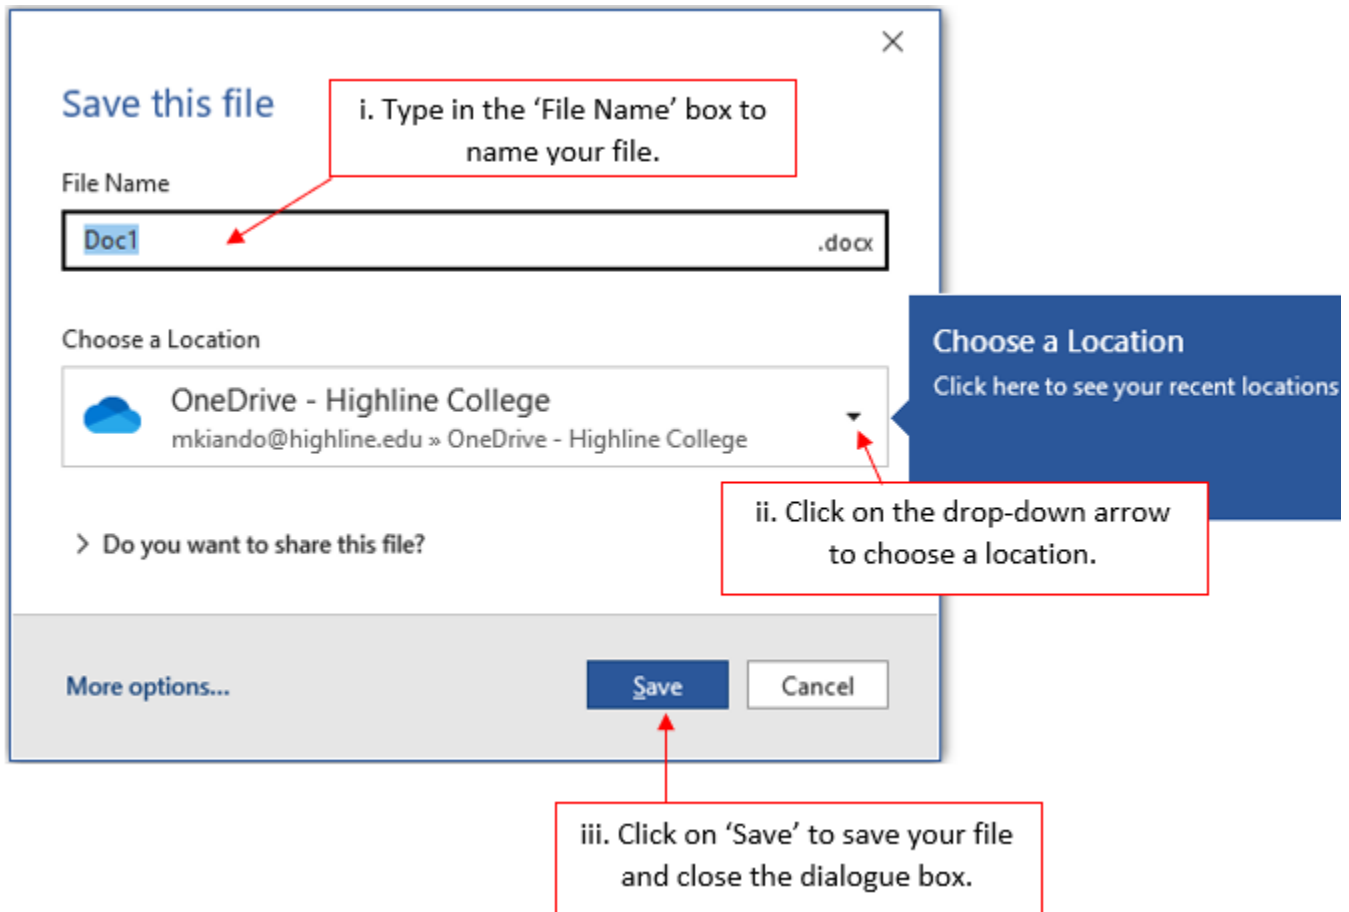 Save this file
i. Type in the ‘File Name’ box to
name your file.
File Name
Doc1
.docx
Choose a Location
OneDrive - Highline College
mkiando@highline.edu » OneDrive - Highline College
Choose a Location
Click here to see your recent locations
ii. Click on the drop-down arrow
to choose a location.
> Do you want to share this file?
More options...
Save
Cancel
iii. Click on ‘Save’ to save your file
and close the dialogue box.